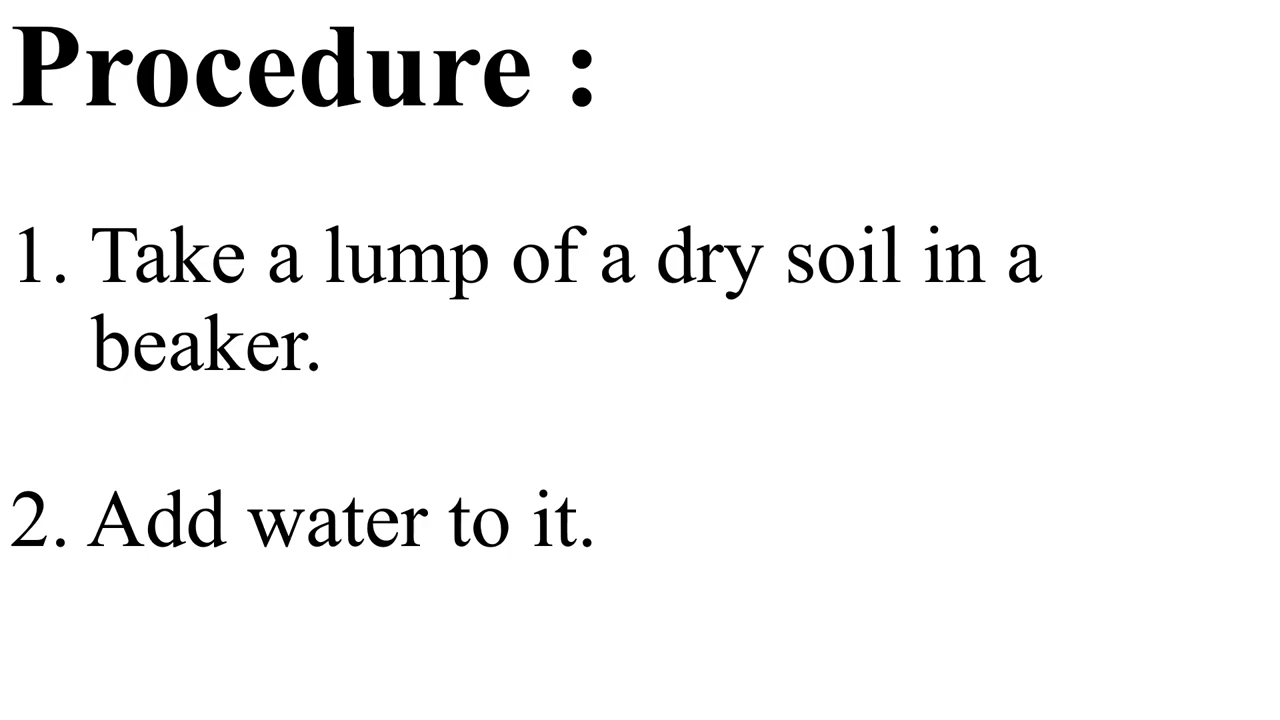 Procedure :
1. Take a lump of a dry soil in a
beaker.
2. Add water to it.